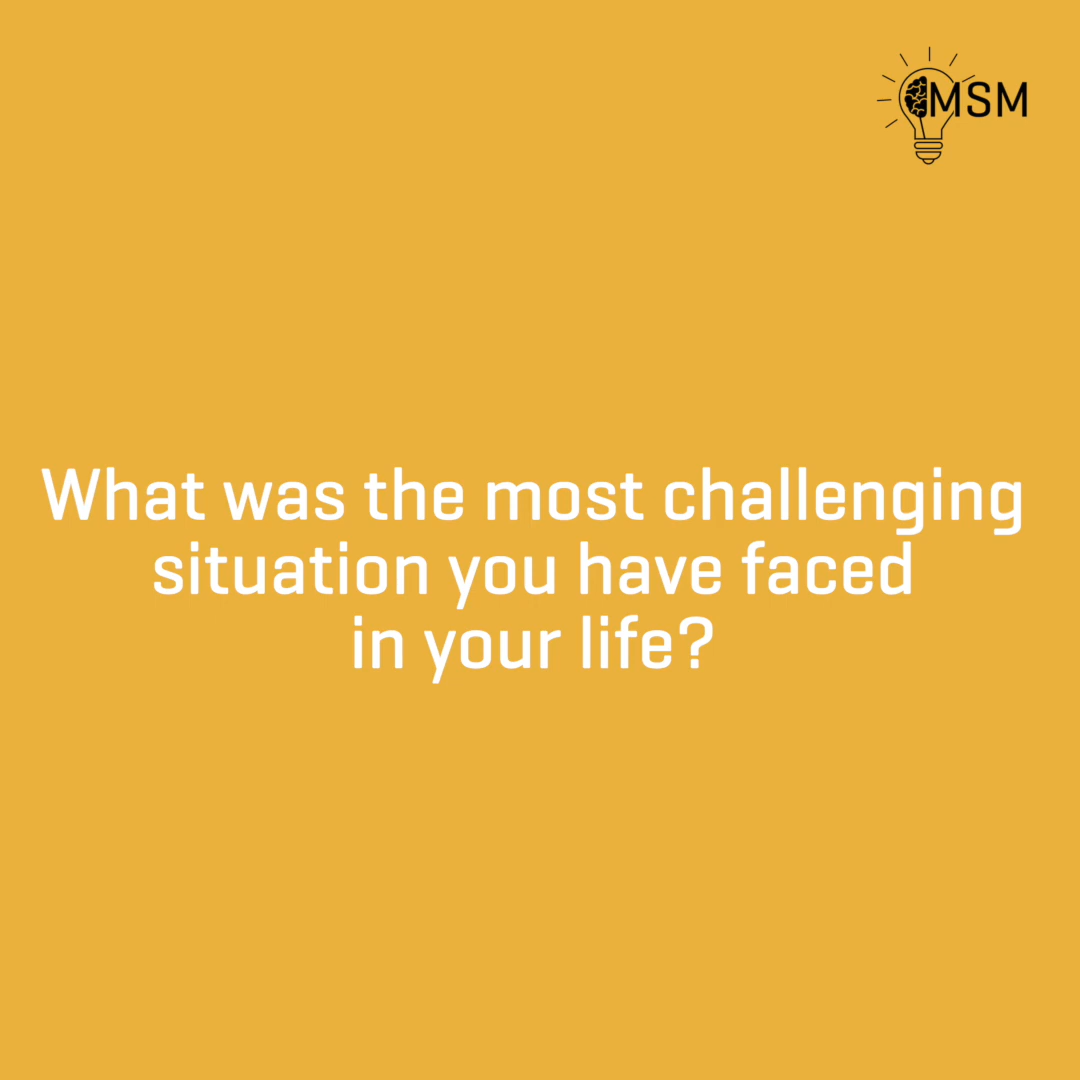 MSM
What was the most challenging
situation you have faced
in your life?